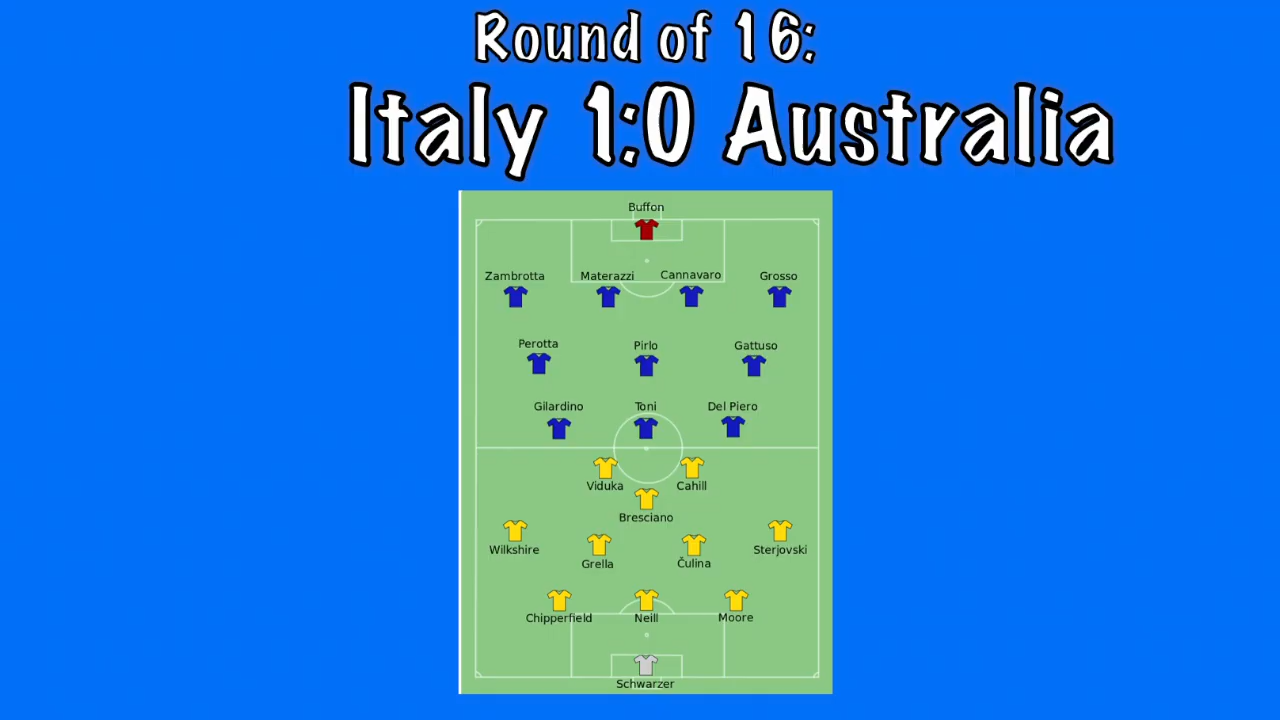 Round of 16:
Italy 1:0 Australia
Buffon
Zambrotta Materazzi Cannavaro Grosso
Perotta Pirlo Gattuso
Gilardino Toni Del Piero
Viduka Cahill
Bresciano
Wilkshire Grella Čulina Sterjovski
Chipperfield Neill Moore
Schwarzer